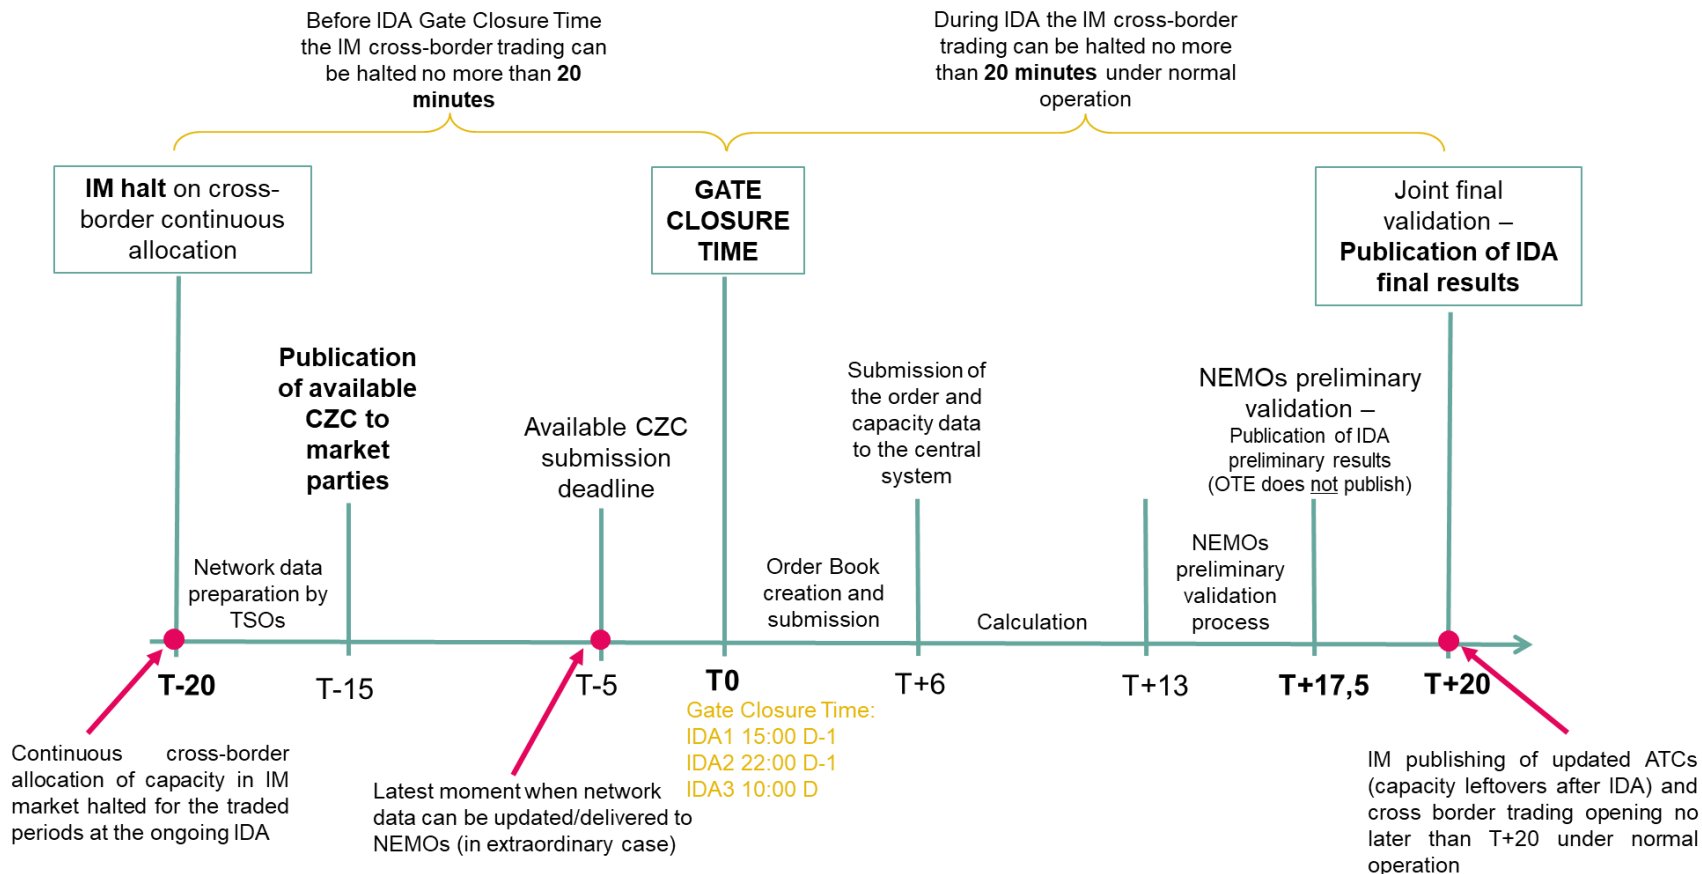 Before IDA Gate Closure Time
the IM cross-border trading can
be halted no more than 20
minutes
During IDA the IM cross-border
trading can be halted no more
than 20 minutes under normal
operation
IM halt on cross-
border continuous
allocation
GATE
CLOSURE
TIME
Joint final
validation –
Publication of IDA
final results
Publication
of available
CZC to
market
parties
Available CZC
submission
deadline
Submission of
the order and
capacity data
to the central
system
NEMOs preliminary
validation –
Publication of IDA
preliminary results
(OTE does not publish)
Network data
preparation by
TSOs
Order Book
creation and
submission
Calculation
NEMOs
preliminary
validation
process
T-20
T-15
T-5
T0
T+6
T+13
T+17,5
T+20
Gate Closure Time:
IDA1 15:00 D-1
IDA2 22:00 D-1
IDA3 10:00 D
Continuous cross-border
allocation of capacity in IM
market halted for the traded
periods at the ongoing IDA
Latest moment when network
data can be updated/delivered to
NEMOs (in extraordinary case)
IM publishing of updated ATCs
(capacity leftovers after IDA) and
cross border trading opening no
later than T+20 under normal
operation